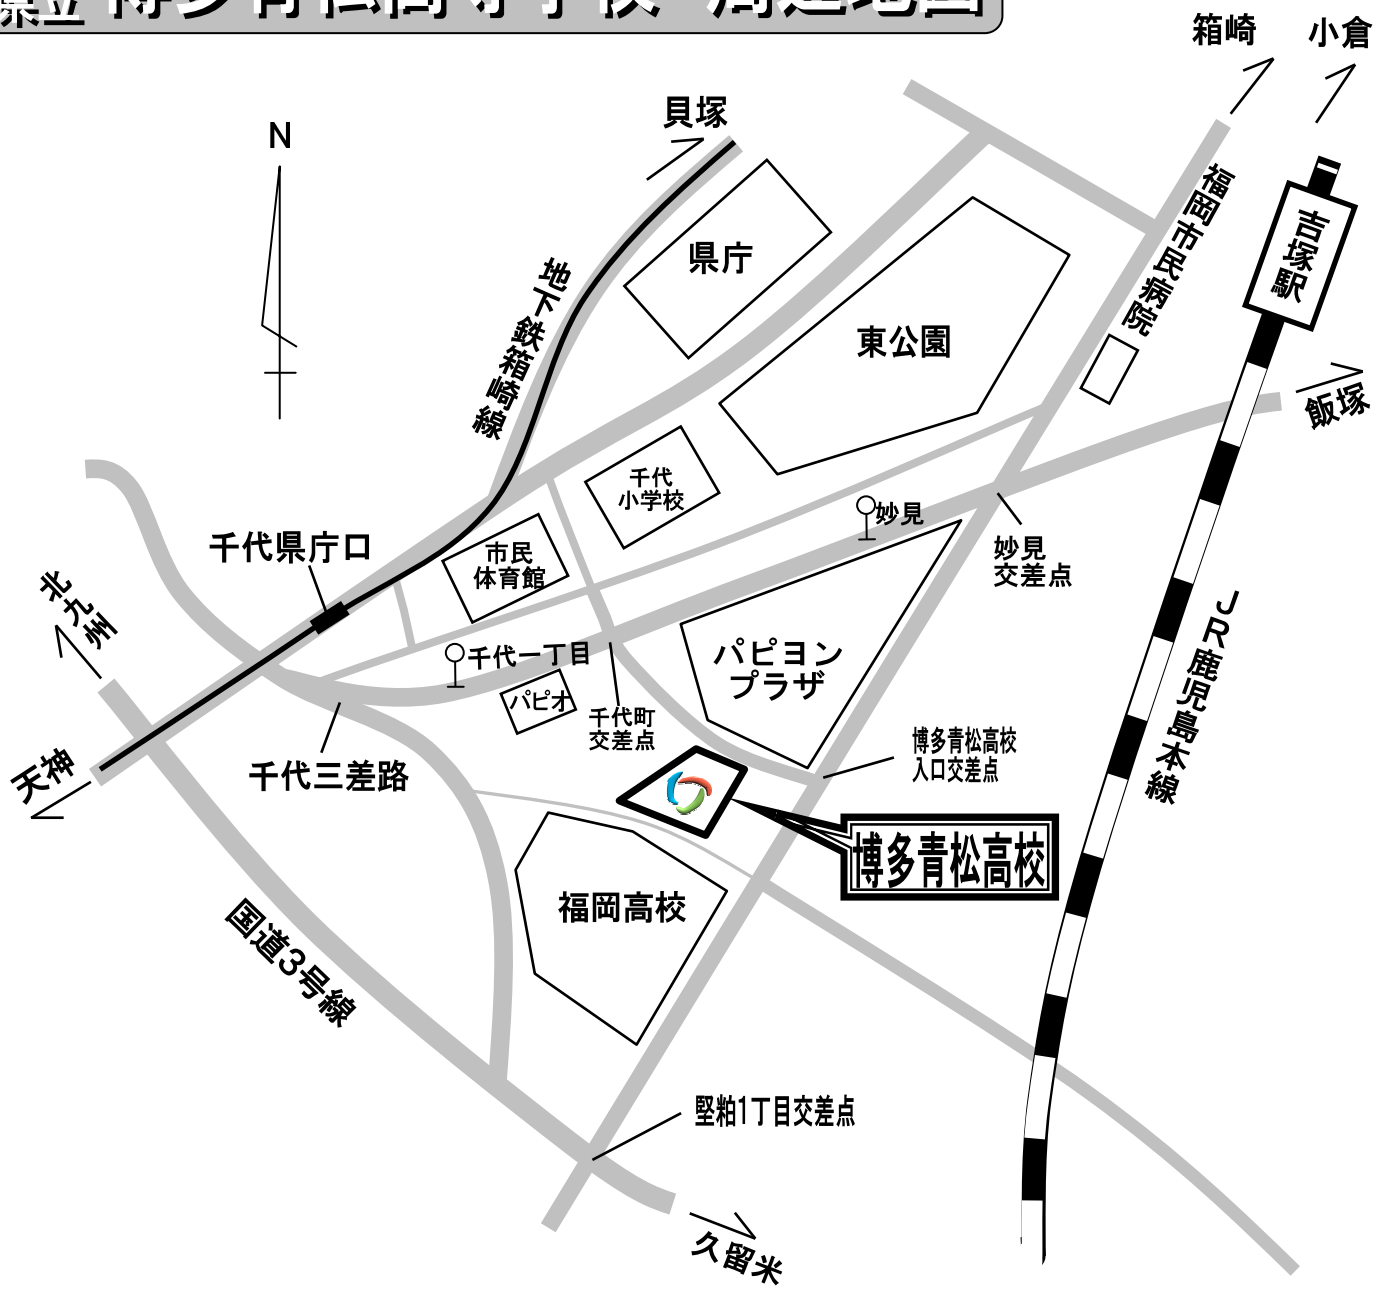 県立 博多青松高等学校 周辺地図
箱崎
小倉
貝塚
N
福岡市民病院
吉塚駅
県庁
地下鉄箱崎線
東公園
飯塚
千代
小学校
妙見
千代県庁口
市民
体育館
妙見
交差点
北九州
JR鹿児島本線
千代一丁目
パピヨン
プラザ
パピオ
千代町
交差点
天神
千代三差路
博多青松高校
入口交差点
博多青松高校
福岡高校
国道3号線
堅粕1丁目交差点
久留米